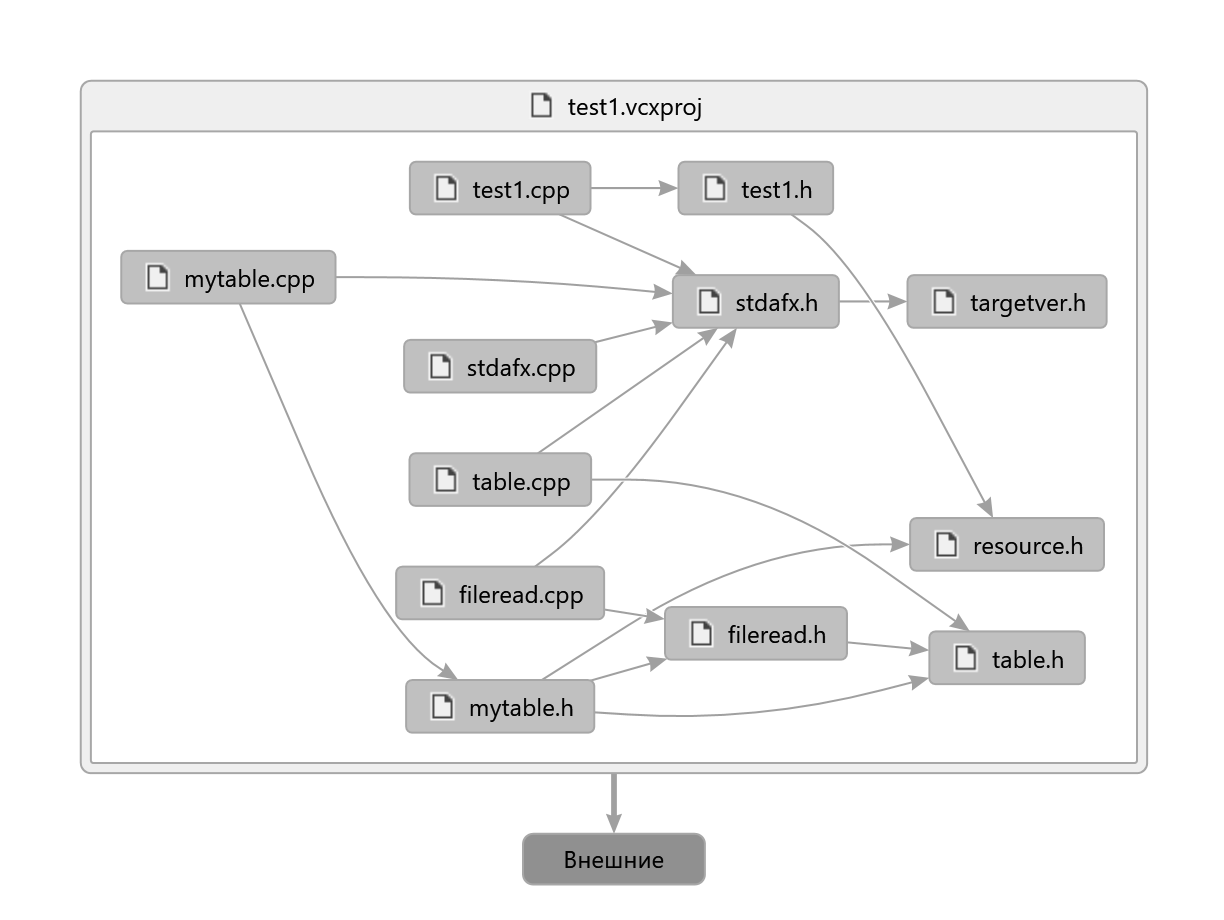 test1.vcxproj
test1.cpp
test1.h
mytable.cpp
stdafx.h
targetver.h
stdafx.cpp
table.cpp
resource.h
fileread.cpp
fileread.h
table.h
mytable.h
Внешние